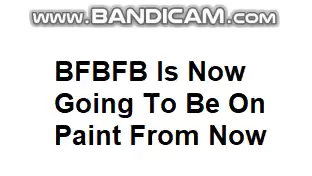 www.BANDICAM.com
BFBFB Is Now
Going To Be On
Paint From Now